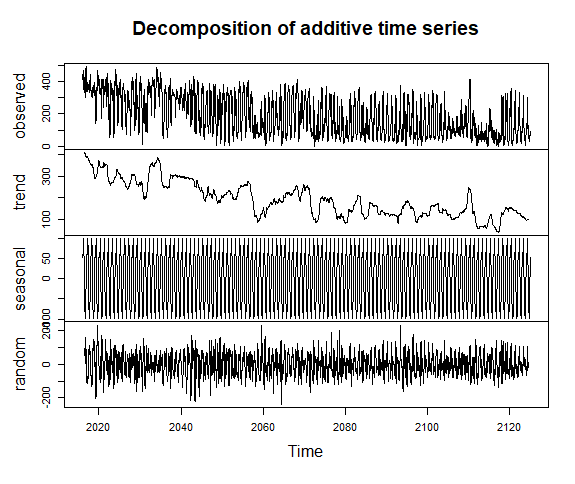 Decomposition of additive time series
observed
0 200 400
trend
100 300
seasonal
0 50
random
-200 0 200
2020 2040 2060 2080 2100 2120
Time